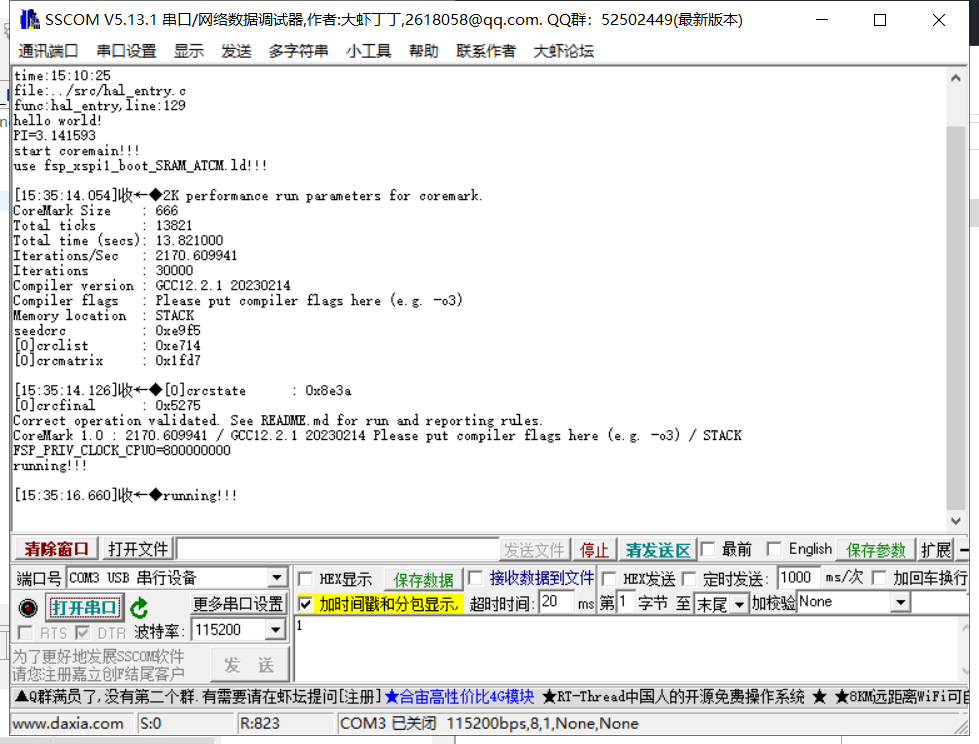 SSCOM V5.13.1 串口/网络数据调试器,作者:大虾丁丁,2618058@qq.com. QQ群：52502449(最新版本)
通讯端口 串口设置 显示 发送 多字符串 小工具 帮助 联系作者 大虾论坛
time:15:10:25
file:../src/hal_entry.c
func:hal_entry,line:129
hello world!
PI=3.141593
start coremain!!!
use fsp_xspi1_boot_SRAM_ATCM.ld!!!
[15:35:14.054]收←◆2K performance run parameters for coremark.
CoreMark Size : 666
Total ticks : 13821
Total time (secs): 13.821000
Iterations/Sec : 2170.609941
Iterations : 30000
Compiler version : GCC12.2.1 20230214
Compiler flags : Please put compiler flags here (e.g. -o3)
Memory location : STACK
seedcrc : 0xe9f5
[0]crclist : 0xe714
[0]crcmatrix : 0x1fd7
[15:35:14.126]收←◆[0]crcstate : 0x8e3a
[0]crcfinal : 0x5275
Correct operation validated. See README.md for run and reporting rules.
CoreMark 1.0 : 2170.609941 / GCC12.2.1 20230214 Please put compiler flags here (e.g. -o3) / STACK
FSP_PRIV_CLOCK_CPU0=800000000
running!!!
[15:35:16.660]收←◆running!!!
清除窗口 打开文件 发送文件 停止 清发送区 最前 English 保存参数 扩展 —
端口号 COM3 USB 串行设备 HEX显示 保存数据 接收数据到文件 HEX发送 定时发送: 1000 ms/次 加回车换行
打开串口 更多串口设置 加时间戳和分包显示, 超时时间: 20 ms 第 1 字节 至 末尾 加校验 None
RTS DTR 波特率: 115200
1
为了更好地发展SSCOM软件
请您注册嘉立创F结尾客户
发 送
▲Q群满员了,没有第二个群.有需要请在虾坛提问[注册] ★合宙高性价比4G模块 ★RT-Thread中国人的开源免费操作系统 ★ ★8KM远距离WiFi可自
www.daxia.com S:0 R:823 COM3 已关闭 115200bps,8,1,None,None